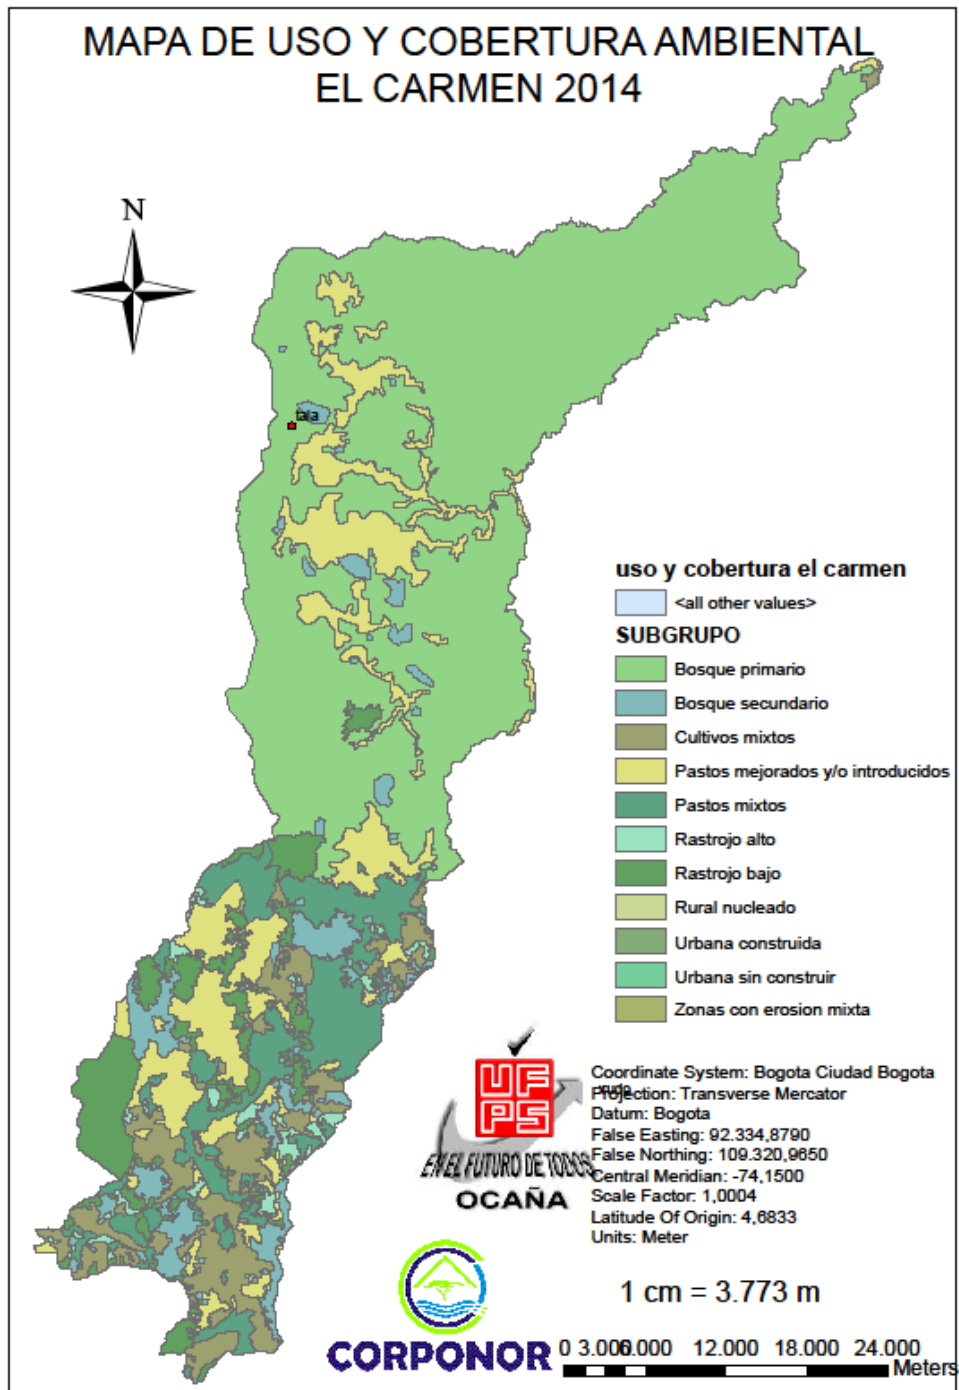 MAPA DE USO Y COBERTURA AMBIENTAL
EL CARMEN 2014
N
tala
uso y cobertura el carmen
<all other values>
SUBGRUPO
Bosque primario
Bosque secundario
Cultivos mixtos
Pastos mejorados y/o introducidos
Pastos mixtos
Rastrojo alto
Rastrojo bajo
Rural nucleado
Urbana construida
Urbana sin construir
Zonas con erosion mixta
UFPS
EN EL FUTURO DE TODOS
OCAÑA
Coordinate System: Bogota Ciudad Bogota
Projection: Transverse Mercator
Datum: Bogota
False Easting: 92.334,8790
False Northing: 109.320,9650
Central Meridian: -74,1500
Scale Factor: 1,0004
Latitude Of Origin: 4,6833
Units: Meter
1 cm = 3.773 m
CORPONOR
0 3.000 6.000 12.000 18.000 24.000
Meters